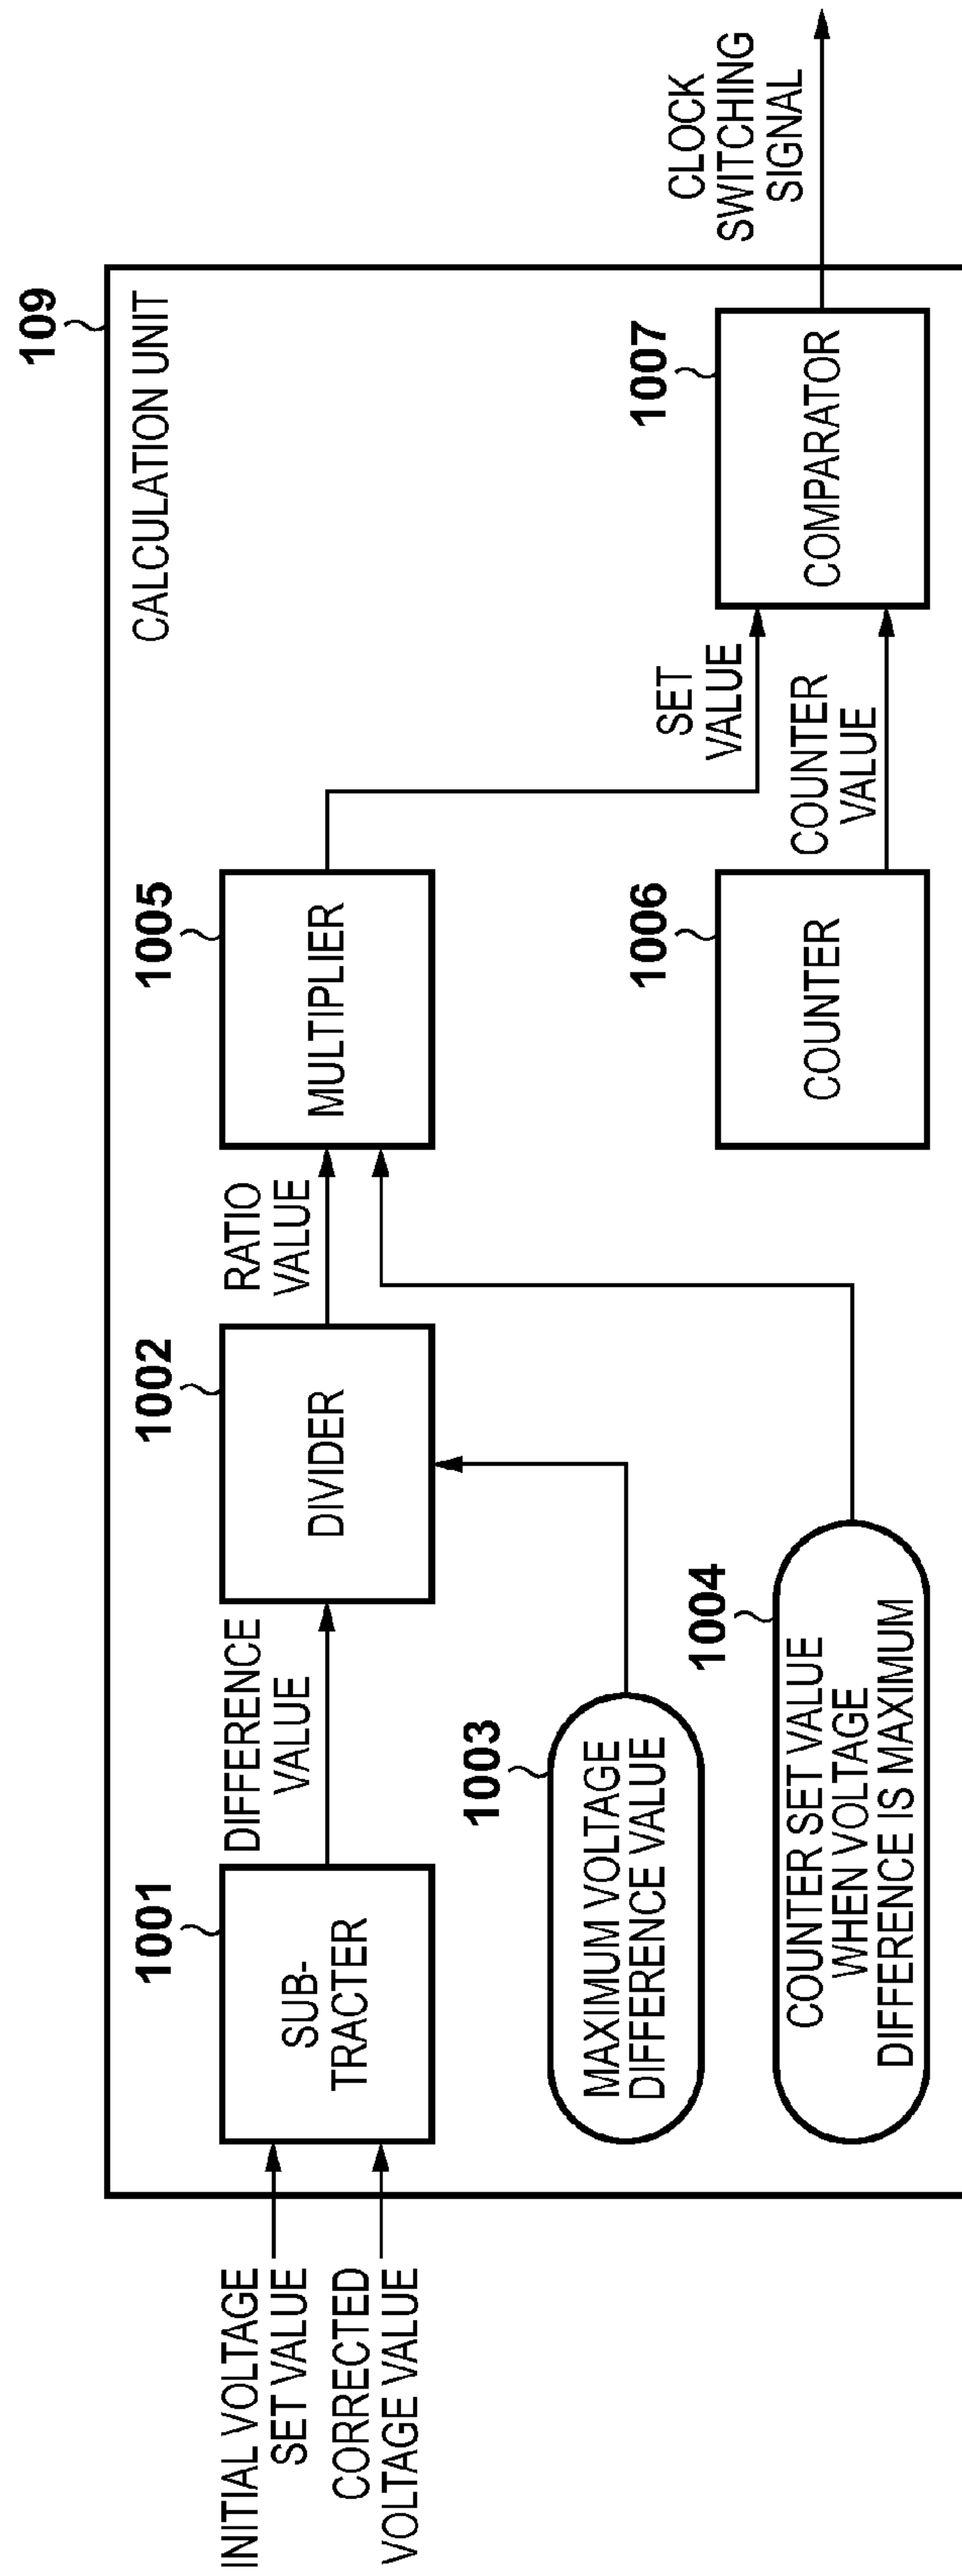 109
CALCULATION UNIT
INITIAL VOLTAGE
SET VALUE
CORRECTED
VOLTAGE VALUE
1001
SUB-
TRACTER
DIFFERENCE
VALUE
1002
DIVIDER
RATIO
VALUE
1005
MULTIPLIER
1003
MAXIMUM VOLTAGE
DIFFERENCE VALUE
1004
COUNTER SET VALUE
WHEN VOLTAGE
DIFFERENCE IS MAXIMUM
1006
COUNTER
SET
VALUE
COUNTER
VALUE
1007
COMPARATOR
CLOCK
SWITCHING
SIGNAL